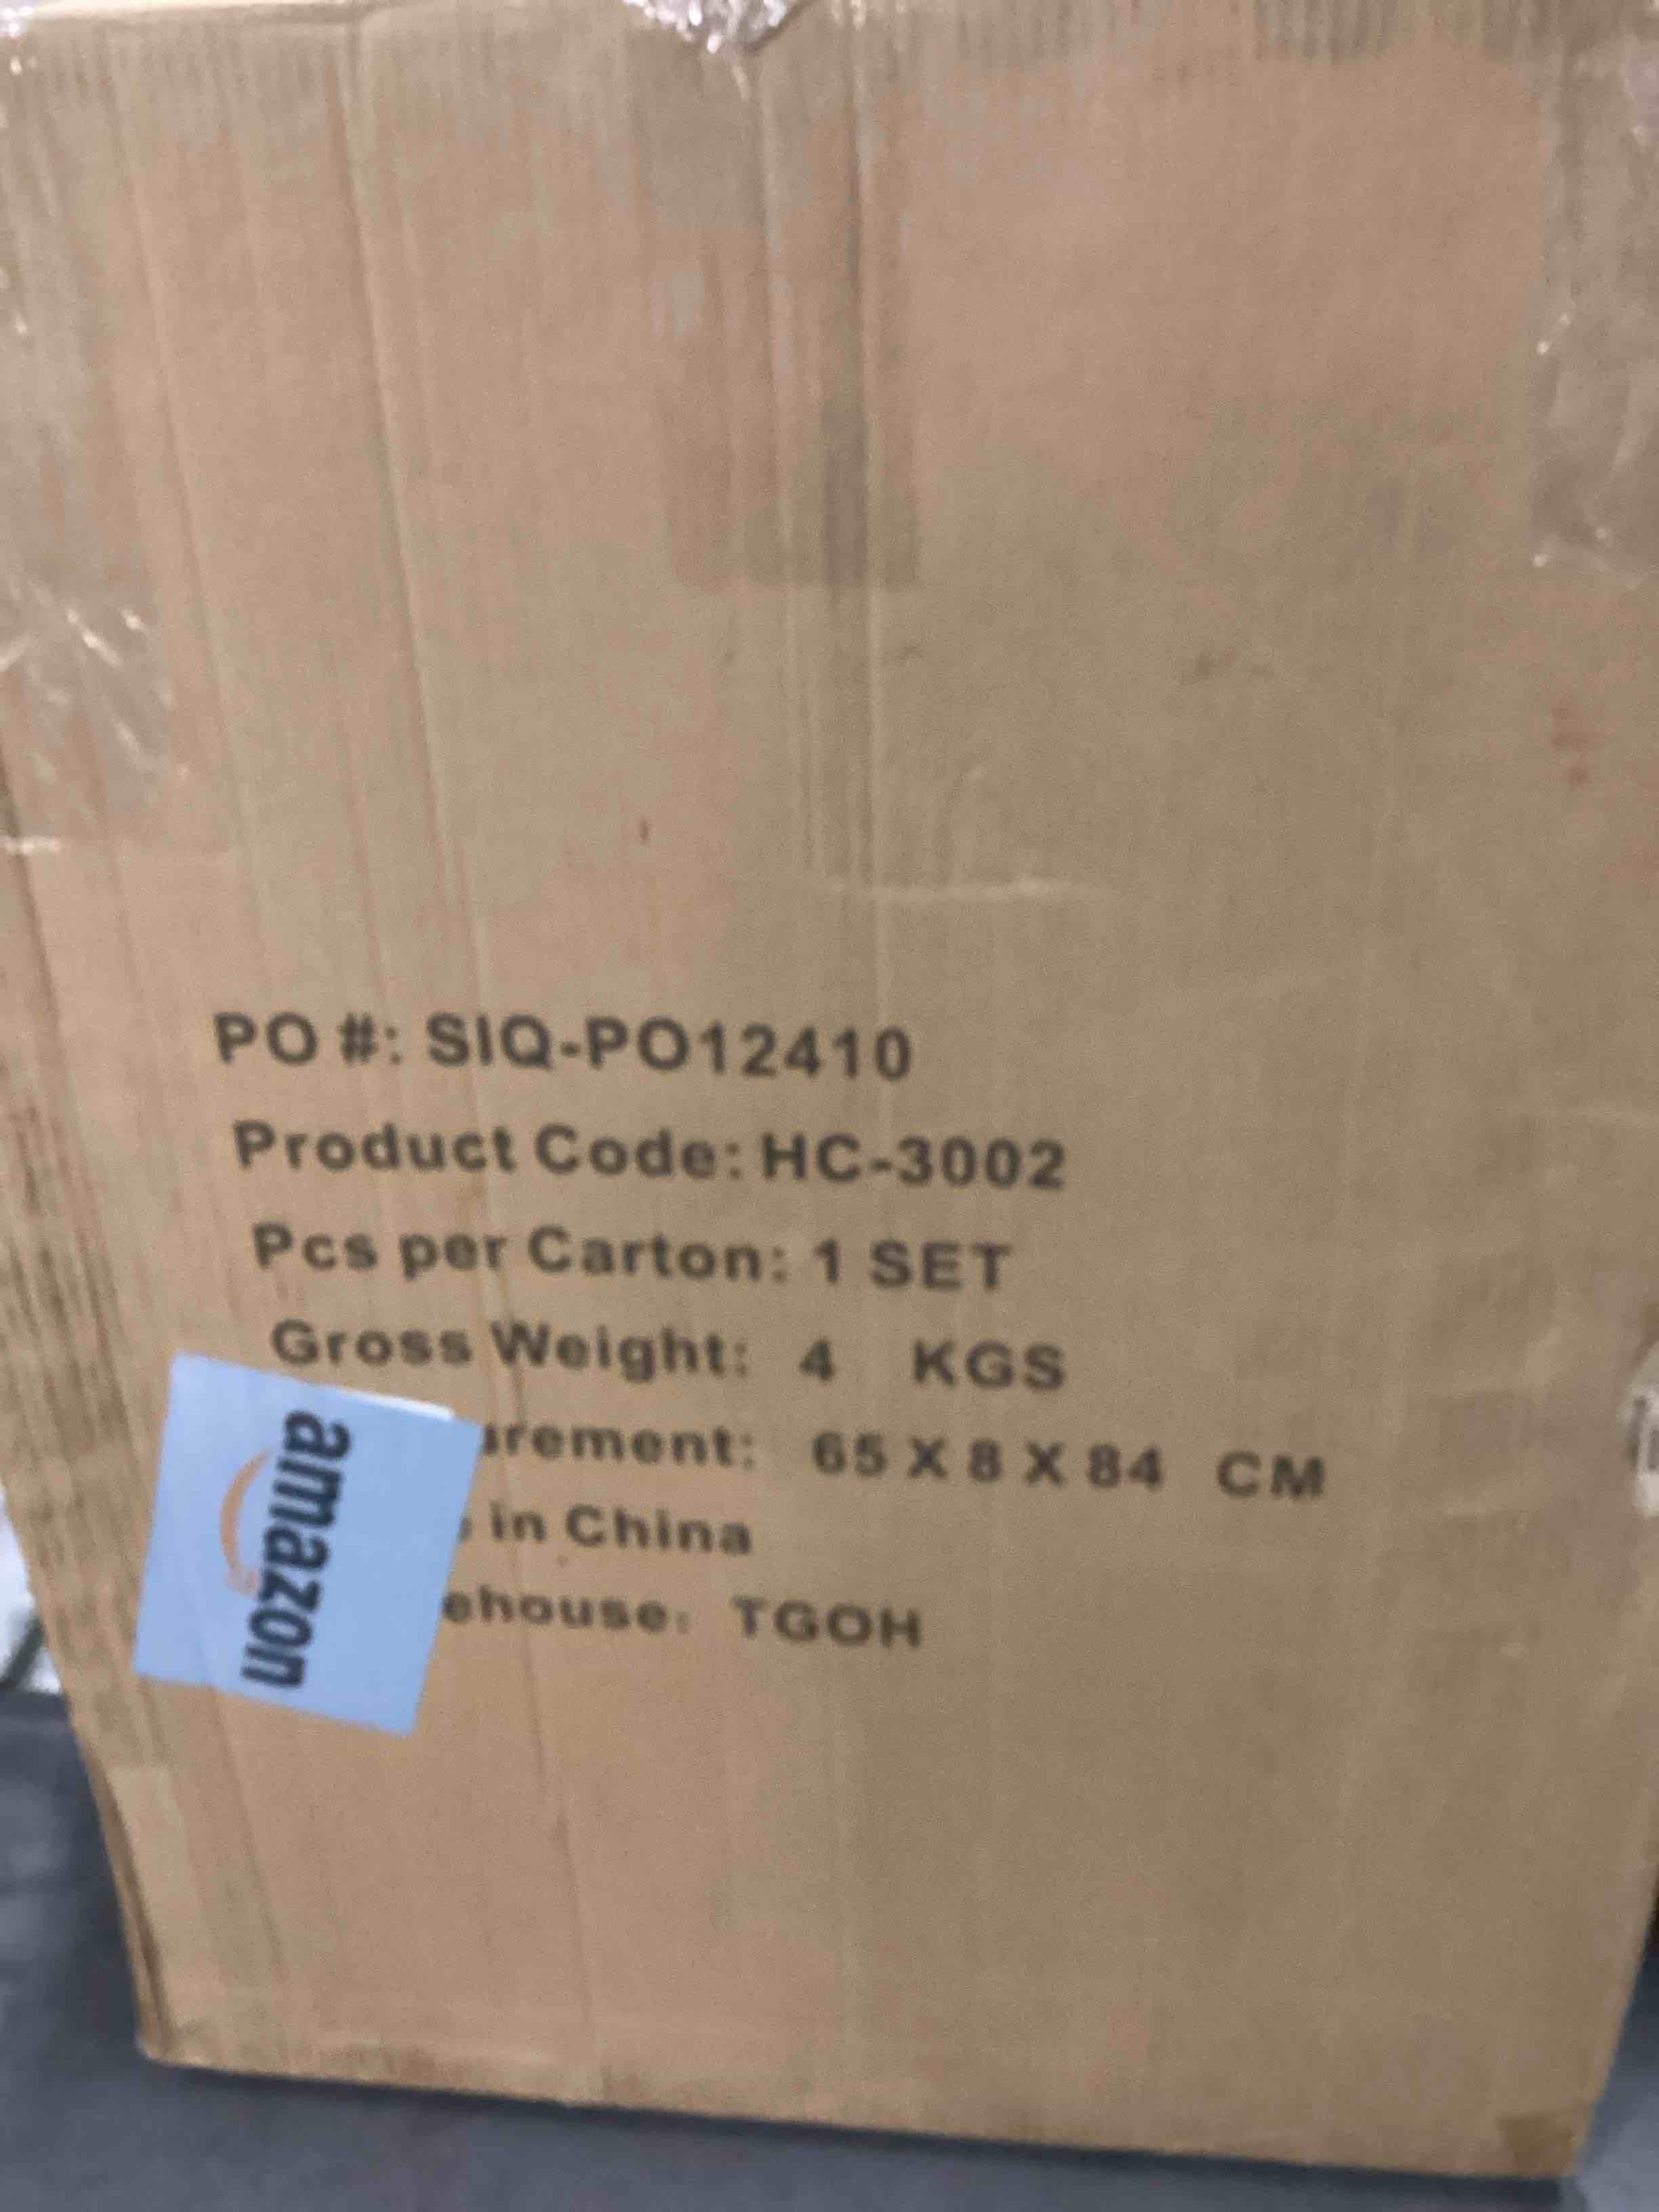 PO #: SIQ-PO12410
Product Code: HC-3002
Pcs per Carton: 1 SET
Gross Weight: 4 KGS
urement: 65 X 8 X 84 CM
in China
ehouse: TGOH
amazon